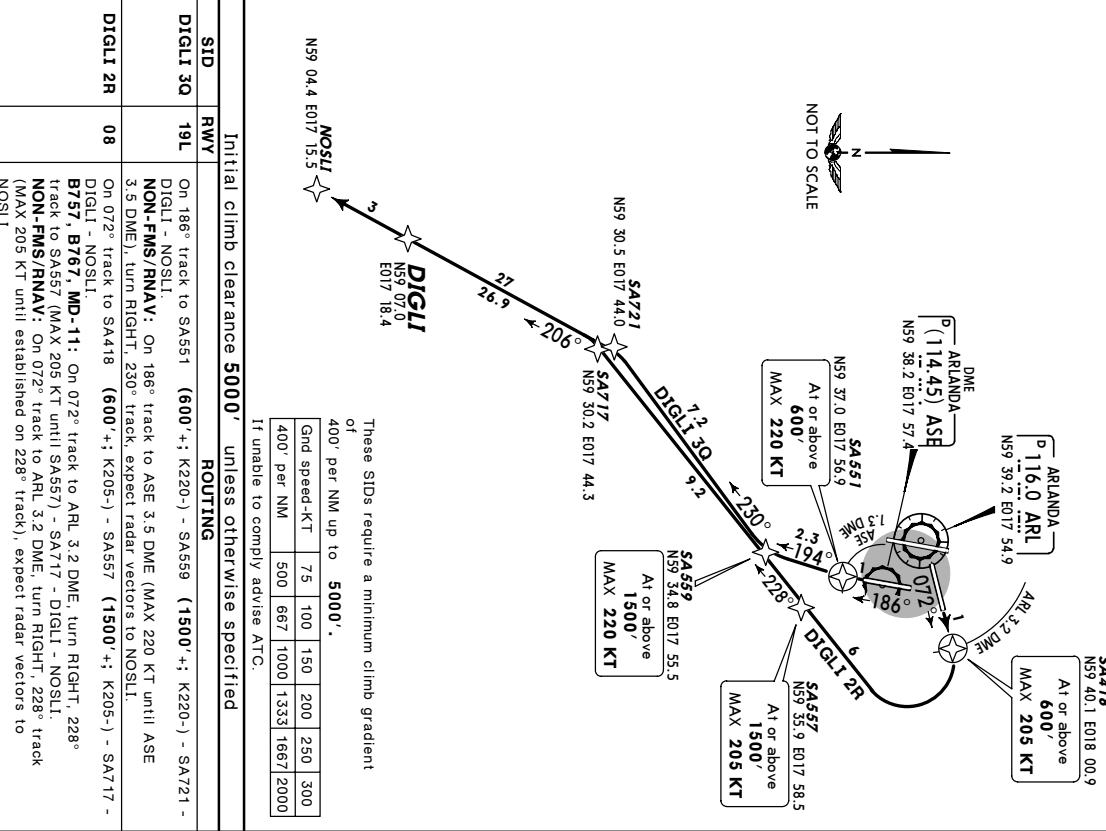 SA418
N59 40.1 E018 00.9
At or above
600'
MAX 205 KT
ARL 3.2 DME
ARLANDA
D 116.0 ARL
N59 39.2 E017 54.9
DME
ARLANDA
D (114.45) ASE
N59 38.2 E017 57.4
072°
1
186°
1
ASE
1.3 DME
SA551
N59 37.0 E017 56.9
At or above
600'
MAX 220 KT
194°
2.3
SA557
N59 35.9 E017 58.5
At or above
1500'
MAX 205 KT
DIGLI 2R
6
228°
SA559
N59 34.8 E017 55.5
At or above
1500'
MAX 220 KT
230°
DIGLI 3Q
7.2
9.2
SA721
N59 30.5 E017 44.0
SA717
N59 30.2 E017 44.3
206°
27
26.9
DIGLI
N59 07.0
E017 18.4
3
NOSLI
N59 04.4 E017 15.5
N
NOT TO SCALE
These SIDs require a minimum climb gradient
of
400' per NM up to 5000'.
Gnd speed-KT 75 100 150 200 250 300
400' per NM 500 667 1000 1333 1667 2000
If unable to comply advise ATC.
Initial climb clearance 5000' unless otherwise specified
SID RWY ROUTING
DIGLI 3Q 19L On 186° track to SA551 (600'+; K220-) - SA559 (1500'+; K220-) - SA721 -
DIGLI - NOSLI.
NON-FMS/RNAV: On 186° track to ASE 3.5 DME (MAX 220 KT until ASE
3.5 DME), turn RIGHT, 230° track, expect radar vectors to NOSLI.
DIGLI 2R 08 On 072° track to SA418 (600'+; K205-) - SA557 (1500'+; K205-) - SA717 -
DIGLI - NOSLI.
B757, B767, MD-11: On 072° track to ARL 3.2 DME, turn RIGHT, 228°
track to SA557 (MAX 205 KT until SA557) - SA717 - DIGLI - NOSLI.
NON-FMS/RNAV: On 072° track to ARL 3.2 DME, turn RIGHT, 228° track
(MAX 205 KT until established on 228° track), expect radar vectors to
NOSLI.